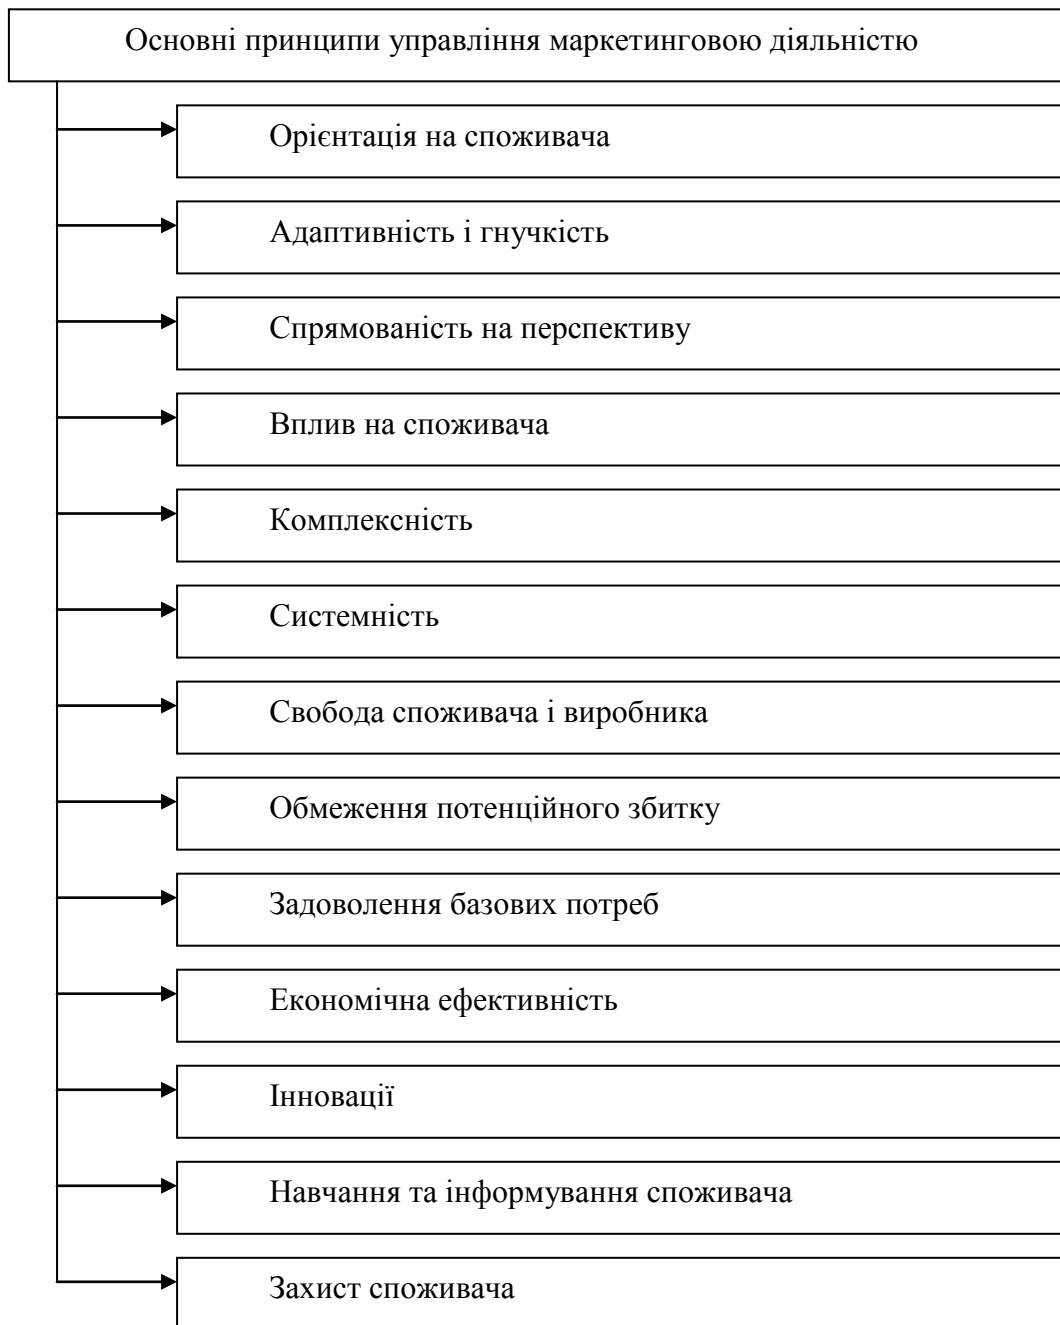 Основні принципи управління маркетинговою діяльністю
Орієнтація на споживача
Адаптивність і гнучкість
Спрямованість на перспективу
Вплив на споживача
Комплексність
Системність
Свобода споживача і виробника
Обмеження потенційного збитку
Задоволення базових потреб
Економічна ефективність
Інновації
Навчання та інформування споживача
Захист споживача